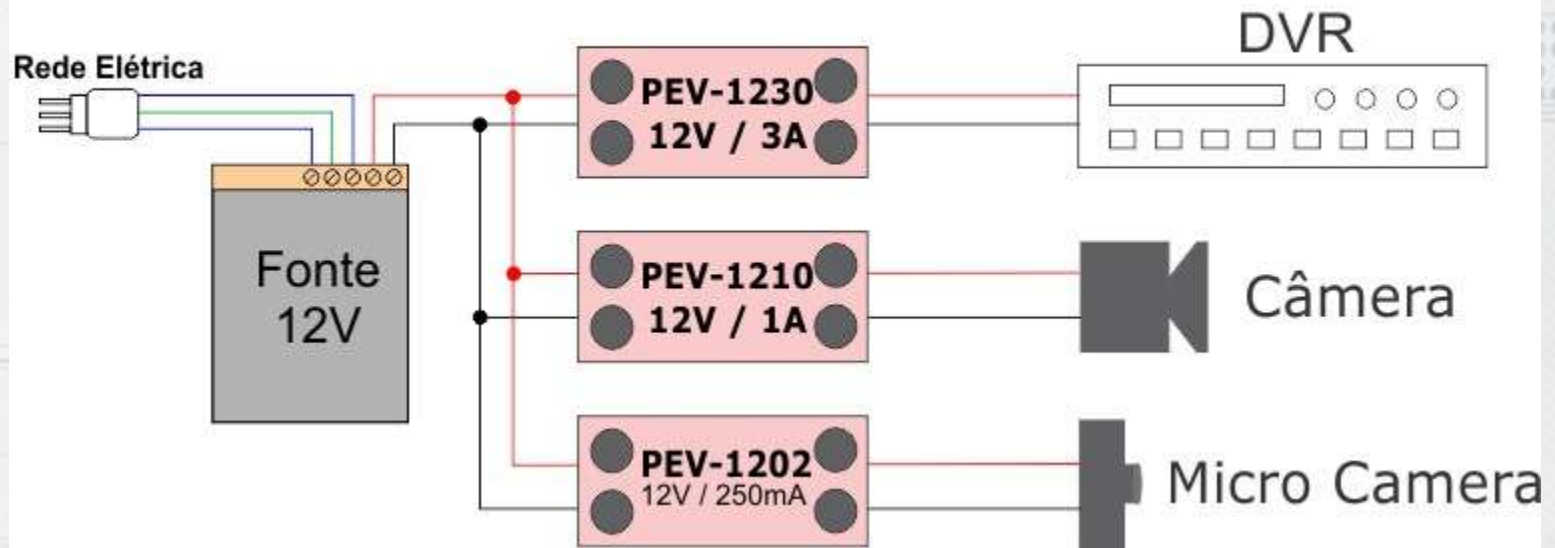 DVR
Rede Elétrica
PEV-1230
12V / 3A
Fonte
12V
PEV-1210
12V / 1A
Câmera
PEV-1202
12V / 250mA
Micro Camera